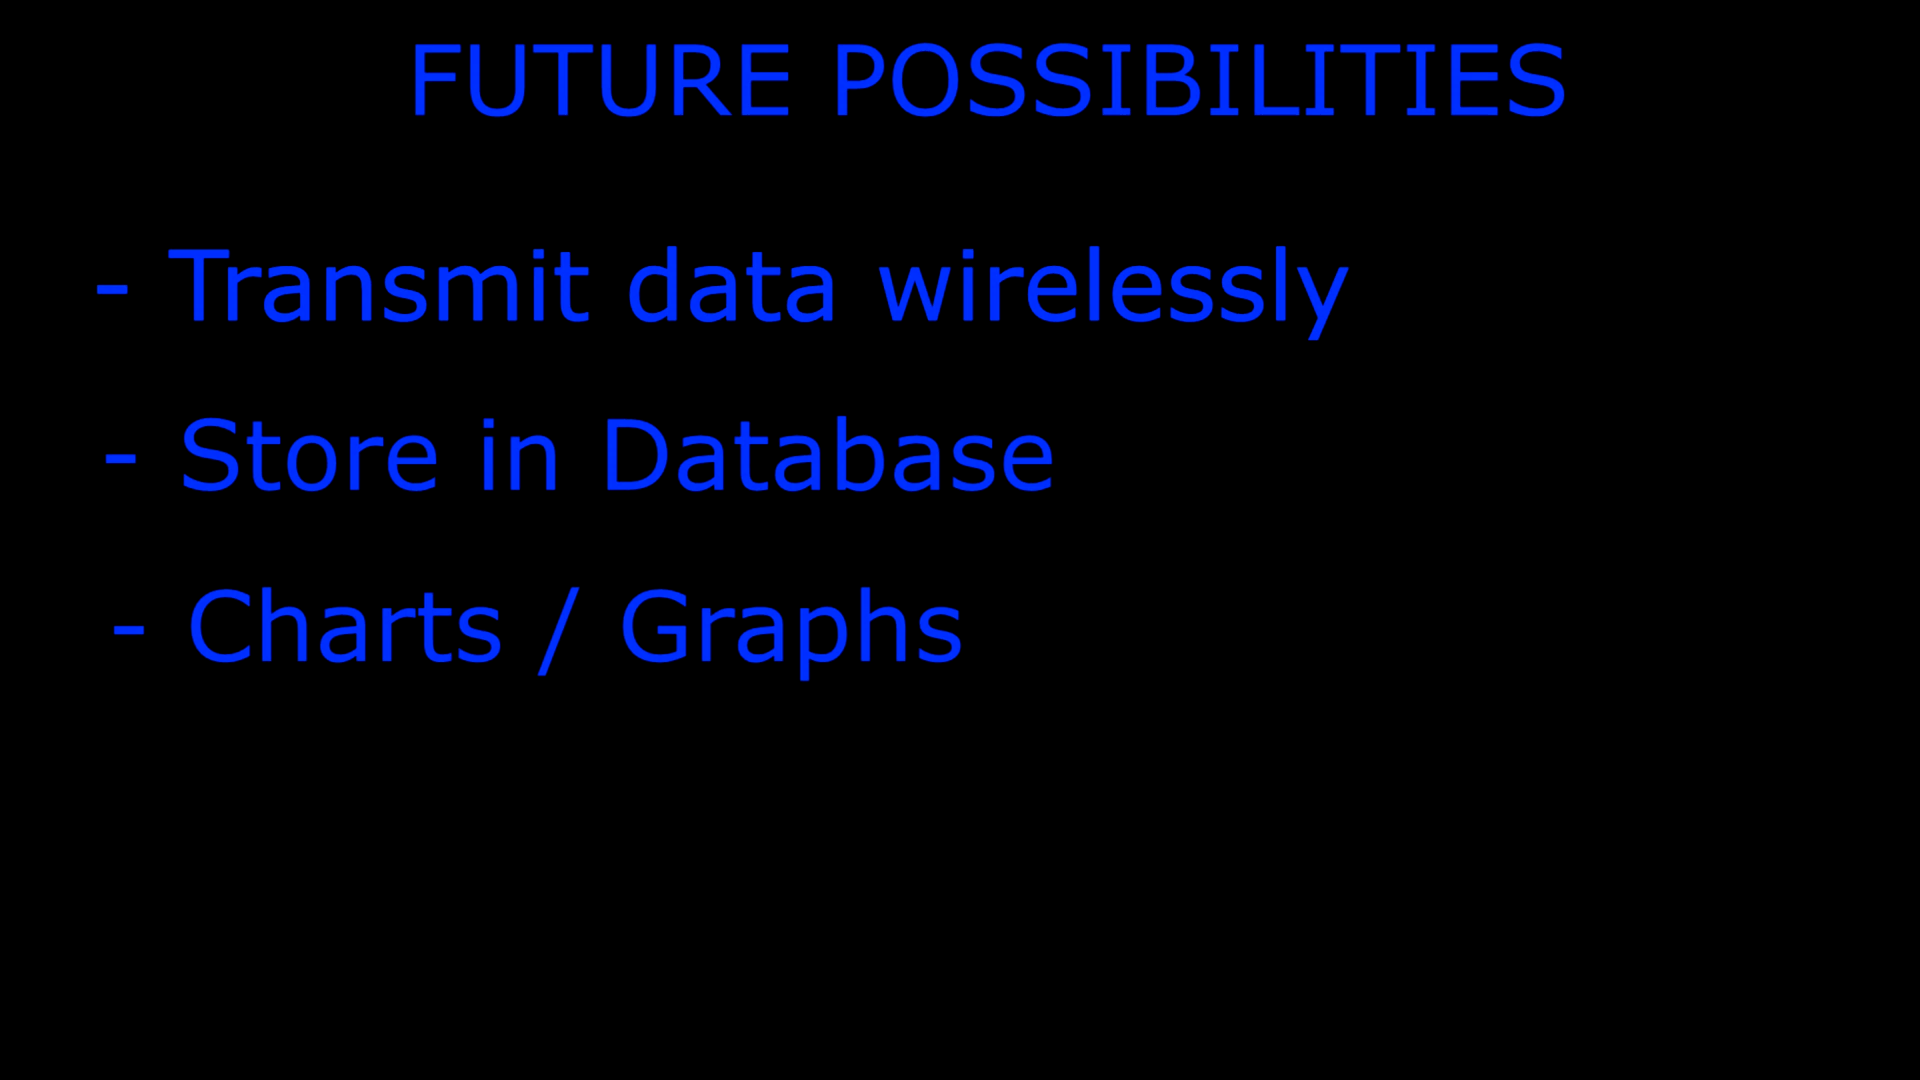 FUTURE POSSIBILITIES
- Transmit data wirelessly
- Store in Database
- Charts / Graphs